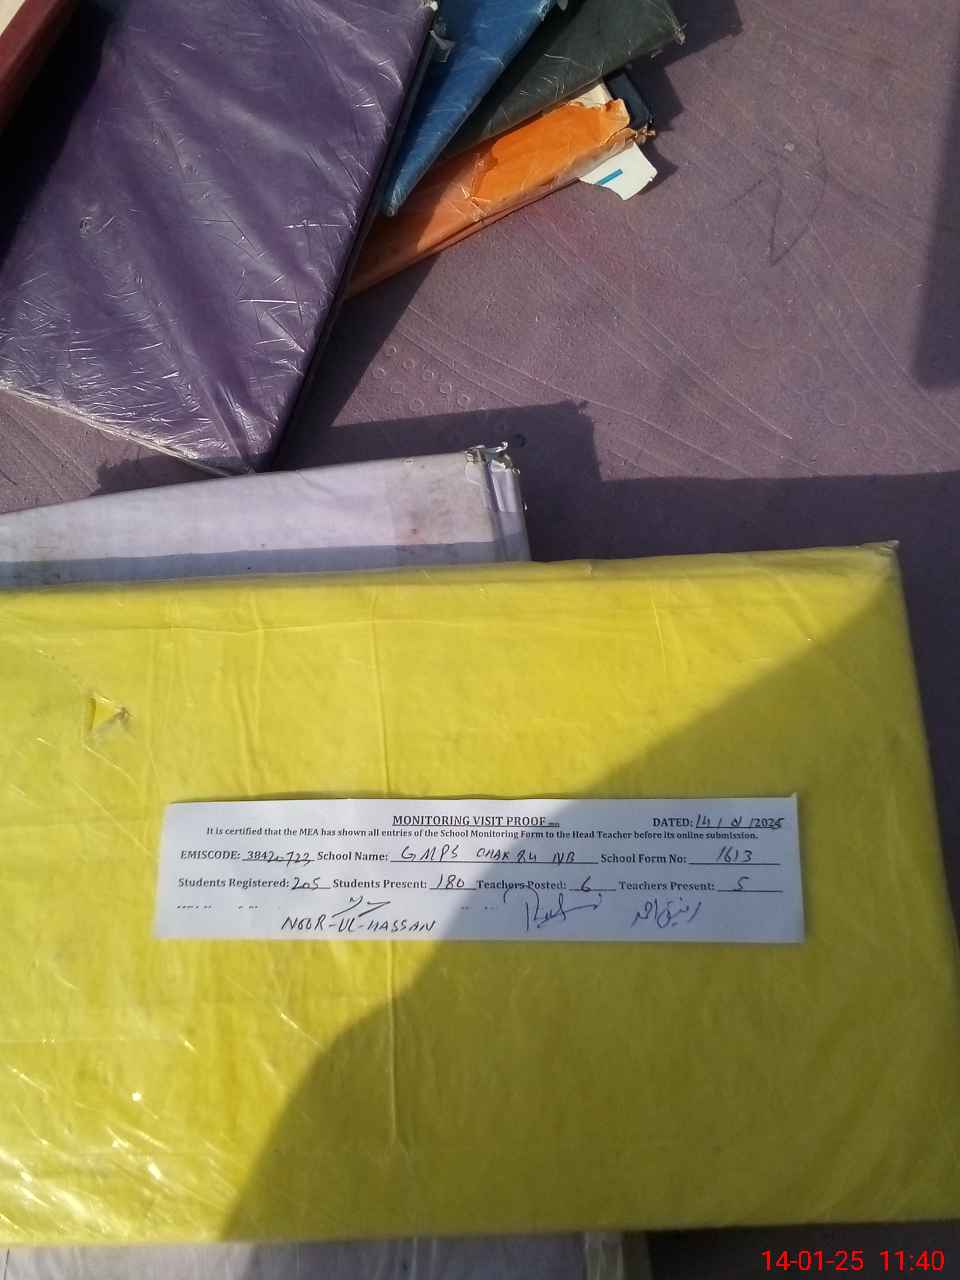 MONITORING VISIT PROOF
DATED: 14/01/2025
It is certified that the MEA has shown all entries of the School Monitoring Form to the Head Teacher before its online submission.
EMISCODE: 38420723 School Name: GMPS CHAK 24 NB School Form No: 1613
Students Registered: 205 Students Present: 180 Teachers Posted: 6 Teachers Present: 5
NOOR-UL-HASSAN رفیق احمد
14-01-25 11:40